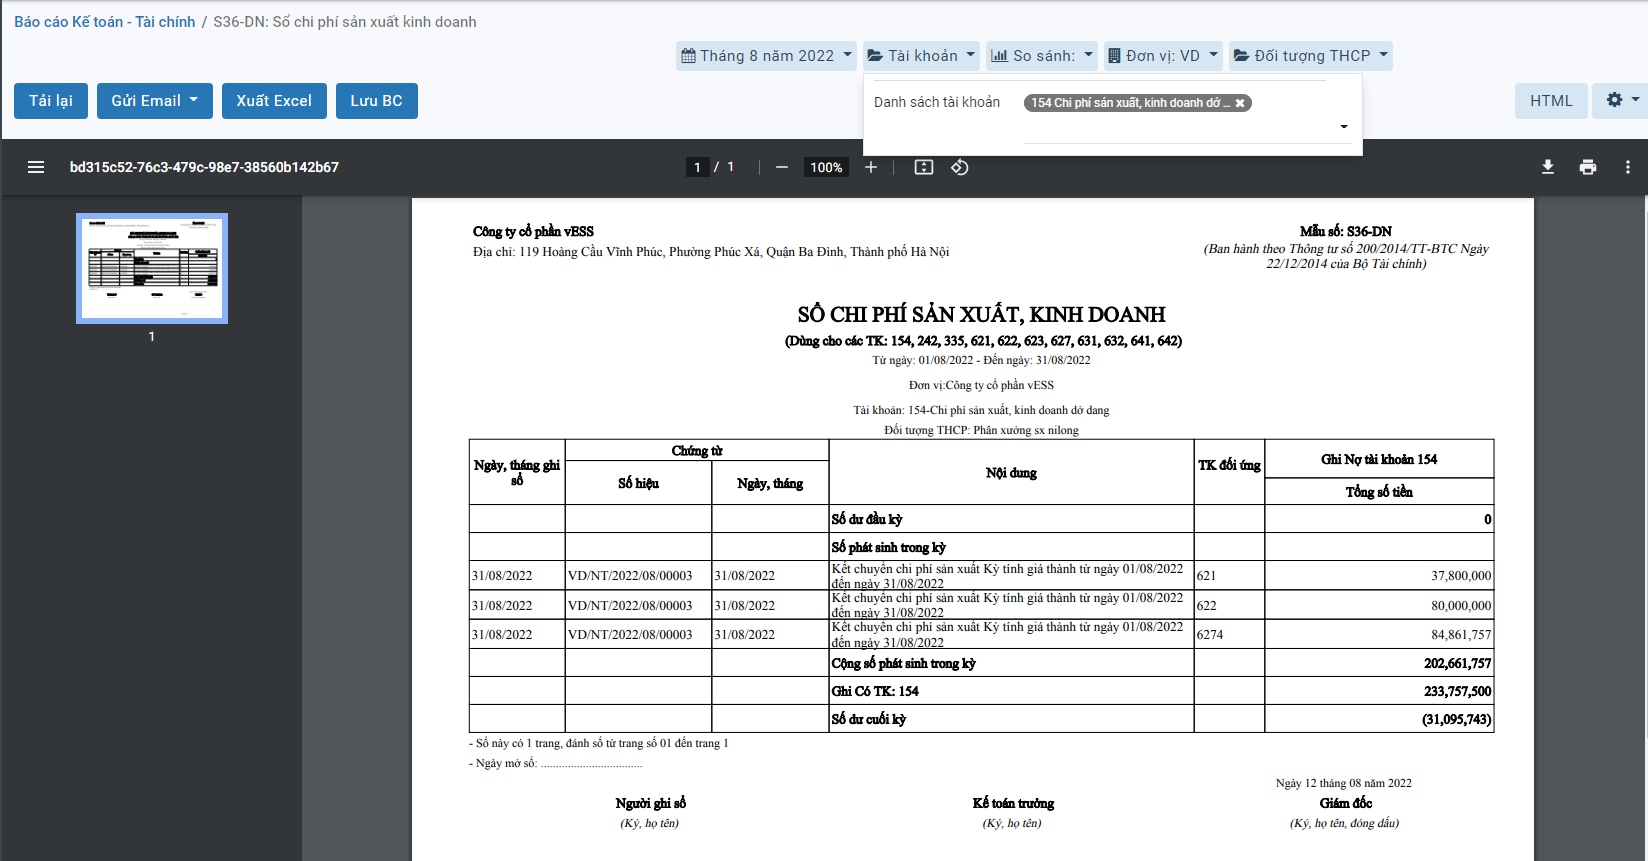 Báo cáo Kế toán - Tài chính / S36-DN: Sổ chi phí sản xuất kinh doanh
Tháng 8 năm 2022 Tài khoản So sánh: Đơn vị: VD Đối tượng THCP
Tải lại Gửi Email Xuất Excel Lưu BC
Danh sách tài khoản 154 Chi phí sản xuất, kinh doanh dở ... ✖
HTML
bd315c52-76c3-479c-98e7-38560b142b67 1 / 1 100%
1
Công ty cổ phần vESS
Địa chỉ: 119 Hoàng Cầu Vĩnh Phúc, Phường Phúc Xá, Quận Ba Đình, Thành phố Hà Nội
Mẫu số: S36-DN
(Ban hành theo Thông tư số 200/2014/TT-BTC Ngày
22/12/2014 của Bộ Tài chính)
SỔ CHI PHÍ SẢN XUẤT, KINH DOANH
(Dùng cho các TK: 154, 242, 335, 621, 622, 623, 627, 631, 632, 641, 642)
Từ ngày: 01/08/2022 - Đến ngày: 31/08/2022
Đơn vị:Công ty cổ phần vESS
Tài khoản: 154-Chi phí sản xuất, kinh doanh dở dang
Đối tượng THCP: Phân xưởng sx nilong
Ngày, tháng ghi
sổ
Chứng từ
Số hiệu Ngày, tháng
Nội dung
TK đối ứng
Ghi Nợ tài khoản 154
Tổng số tiền
Số dư đầu kỳ 0
Số phát sinh trong kỳ
31/08/2022 VD/NT/2022/08/00003 31/08/2022 Kết chuyển chi phí sản xuất Kỳ tính giá thành từ ngày 01/08/2022
đến ngày 31/08/2022 621 37,800,000
31/08/2022 VD/NT/2022/08/00003 31/08/2022 Kết chuyển chi phí sản xuất Kỳ tính giá thành từ ngày 01/08/2022
đến ngày 31/08/2022 622 80,000,000
31/08/2022 VD/NT/2022/08/00003 31/08/2022 Kết chuyển chi phí sản xuất Kỳ tính giá thành từ ngày 01/08/2022
đến ngày 31/08/2022 6274 84,861,757
Cộng số phát sinh trong kỳ 202,661,757
Ghi Có TK: 154 233,757,500
Số dư cuối kỳ (31,095,743)
- Sổ này có 1 trang, đánh số từ trang số 01 đến trang 1
- Ngày mở sổ: ..................................
Ngày 12 tháng 08 năm 2022
Người ghi sổ Kế toán trưởng Giám đốc
(Ký, họ tên) (Ký, họ tên) (Ký, họ tên, đóng dấu)